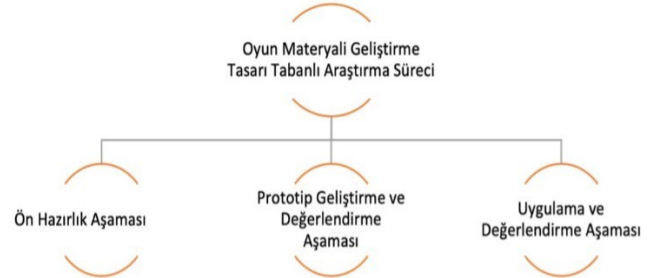 Oyun Materyali Geliştirme
Tasarı Tabanlı Araştırma Süreci
Ön Hazırlık Aşaması
Prototip Geliştirme ve
Değerlendirme
Aşaması
Uygulama ve
Değerlendirme Aşaması